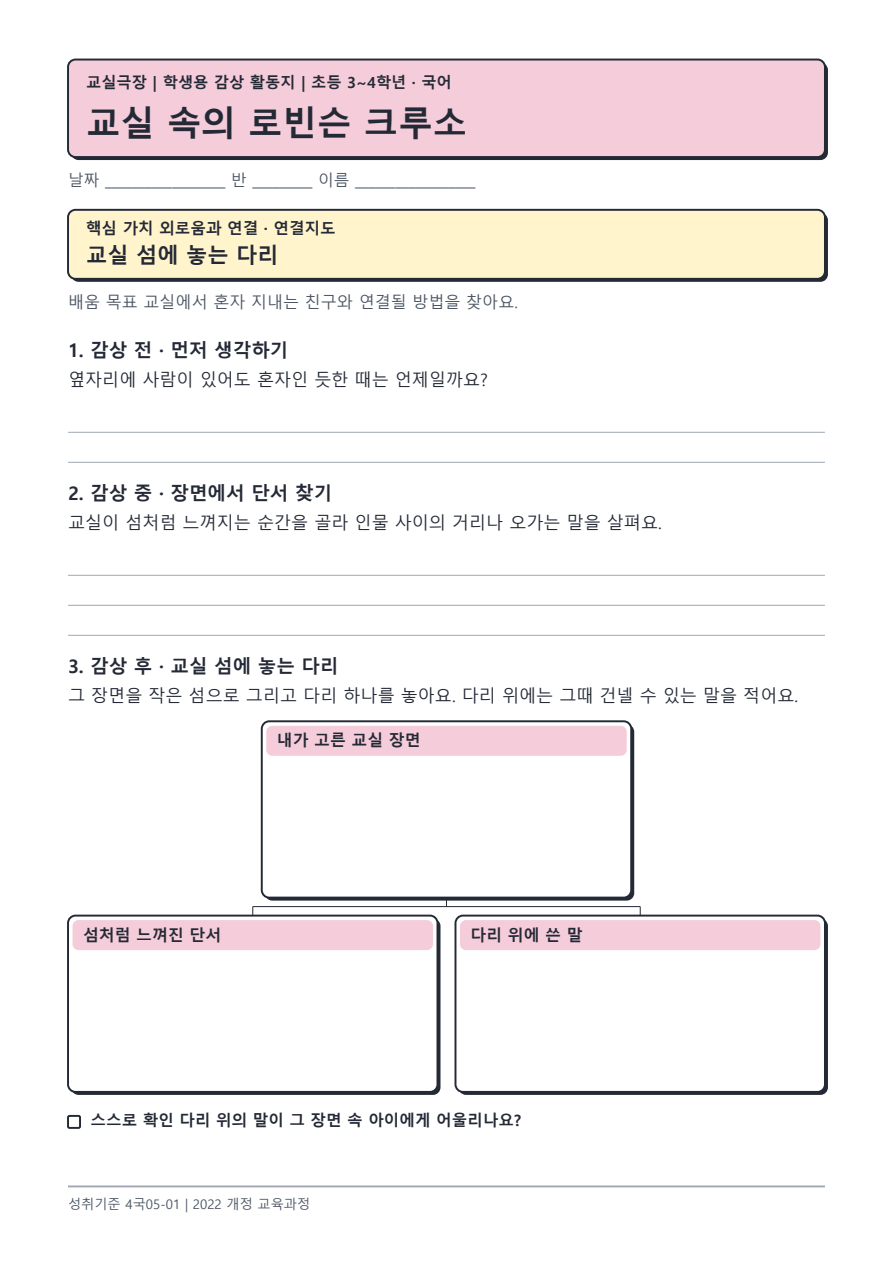 교실극장 | 학생용 감상 활동지 | 초등 3~4학년 · 국어
교실 속의 로빈슨 크루소
날짜 _______________ 반 _______ 이름 _______________
핵심 가치 외로움과 연결 · 연결지도
교실 섬에 놓는 다리
배움 목표 교실에서 혼자 지내는 친구와 연결될 방법을 찾아요.
1. 감상 전 · 먼저 생각하기
옆자리에 사람이 있어도 혼자인 듯한 때는 언제일까요?
2. 감상 중 · 장면에서 단서 찾기
교실이 섬처럼 느껴지는 순간을 골라 인물 사이의 거리나 오가는 말을 살펴요.
3. 감상 후 · 교실 섬에 놓는 다리
그 장면을 작은 섬으로 그리고 다리 하나를 놓아요. 다리 위에는 그때 건넬 수 있는 말을 적어요.
내가 고른 교실 장면
섬처럼 느껴진 단서
다리 위에 쓴 말
스스로 확인 다리 위의 말이 그 장면 속 아이에게 어울리나요?
성취기준 4국05-01 | 2022 개정 교육과정